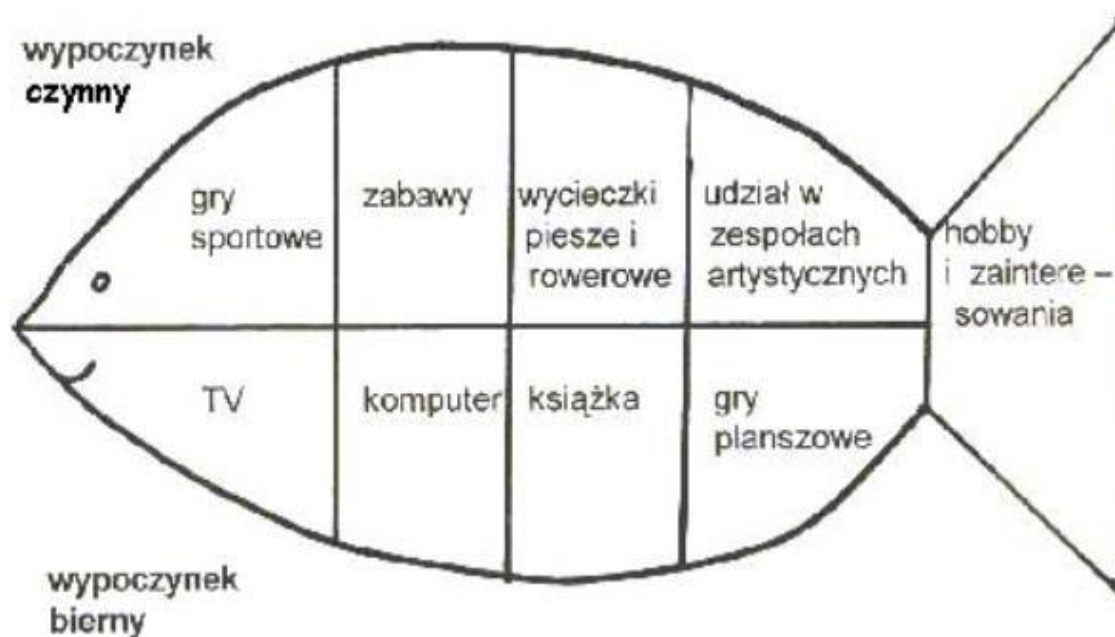 wypoczynek
czynny
gry
sportowe
zabawy
wycieczki
piesze i
rowerowe
udział w
zespołach
artystycznych
hobby
i zaintere –
sowania
TV
komputer
książka
gry
planszowe
wypoczynek
bierny